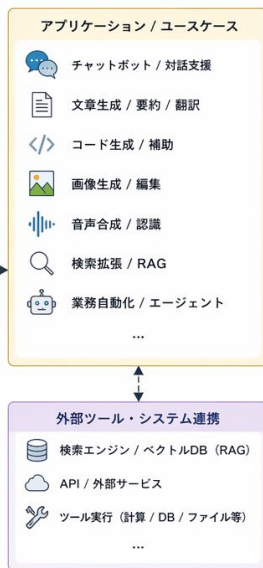 アプリケーション / ユースケース
チャットボット / 対話支援
文章生成 / 要約 / 翻訳
コード生成 / 補助
画像生成 / 編集
音声合成 / 認識
検索拡張 / RAG
業務自動化 / エージェント
...
外部ツール・システム連携
検索エンジン / ベクトルDB（RAG）
API / 外部サービス
ツール実行（計算 / DB / ファイル等）
...